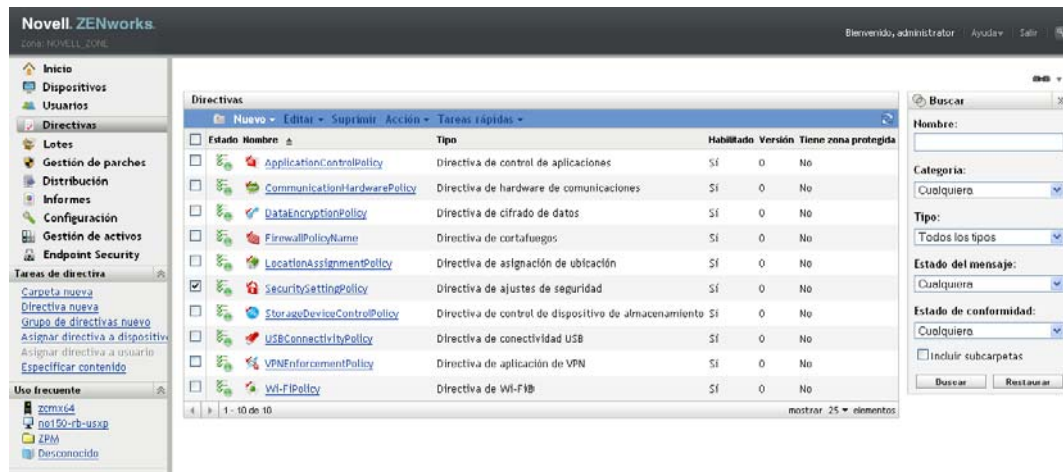 Novell. ZENworks.
Zona: NOVELL_ZONE
Bienvenido, administrator Ayuda Salir
Inicio
Dispositivos
Usuarios
Directivas
Lotes
Gestión de parches
Distribución
Informes
Configuración
Gestión de activos
Endpoint Security
Tareas de directiva
Carpeta nueva
Directiva nueva
Grupo de directivas nuevo
Asignar directiva a dispositivo
Asignar directiva a usuario
Especificar contenido
Uso frecuente
zcmx64
no150-rb-usxp
ZPM
Desconocido
Directivas
Nuevo Editar Suprimir Acción Tareas rápidas
Estado Nombre Tipo Habilitado Versión Tiene zona protegida
ApplicationControlPolicy Directiva de control de aplicaciones Sí 0 No
CommunicationHardwarePolicy Directiva de hardware de comunicaciones Sí 0 No
DataEncryptionPolicy Directiva de cifrado de datos Sí 0 No
FirewallPolicyName Directiva de cortafuegos Sí 0 No
LocationAssignmentPolicy Directiva de asignación de ubicación Sí 0 No
SecuritySettingPolicy Directiva de ajustes de seguridad Sí 0 No
StorageDeviceControlPolicy Directiva de control de dispositivo de almacenamiento Sí 0 No
USBConnectivityPolicy Directiva de conectividad USB Sí 0 No
VPNEnforcementPolicy Directiva de aplicación de VPN Sí 0 No
Wi-FiPolicy Directiva de Wi-Fi® Sí 0 No
1 - 10 de 10 mostrar 25 elementos
Buscar
Nombre:
Categoría:
Cualquiera
Tipo:
Todos los tipos
Estado del mensaje:
Cualquiera
Estado de conformidad:
Cualquiera
Incluir subcarpetas
Buscar Restaurar